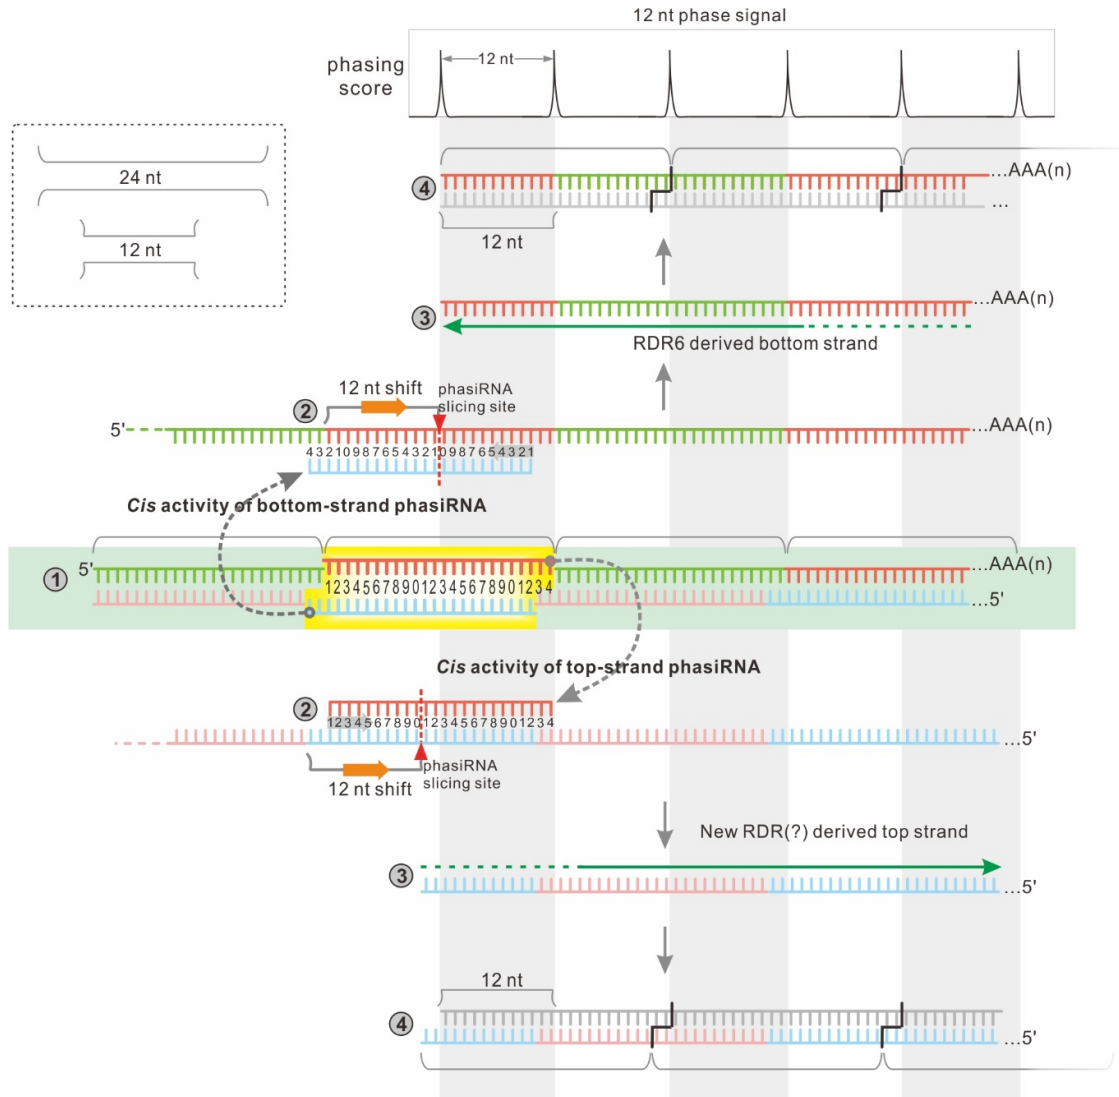 12 nt phase signal
phasing
score
12 nt
24 nt
12 nt
4
...AAA(n)
...
12 nt
3
...AAA(n)
RDR6 derived bottom strand
2
12 nt shift
phasiRNA
slicing site
5'
...AAA(n)
432109876543210987654321
Cis activity of bottom-strand phasiRNA
1
5'
...AAA(n)
123456789012345678901234
...5'
Cis activity of top-strand phasiRNA
2
123456789012345678901234
...5'
12 nt shift
phasiRNA
slicing site
New RDR(?) derived top strand
3
...5'
12 nt
4
...5'